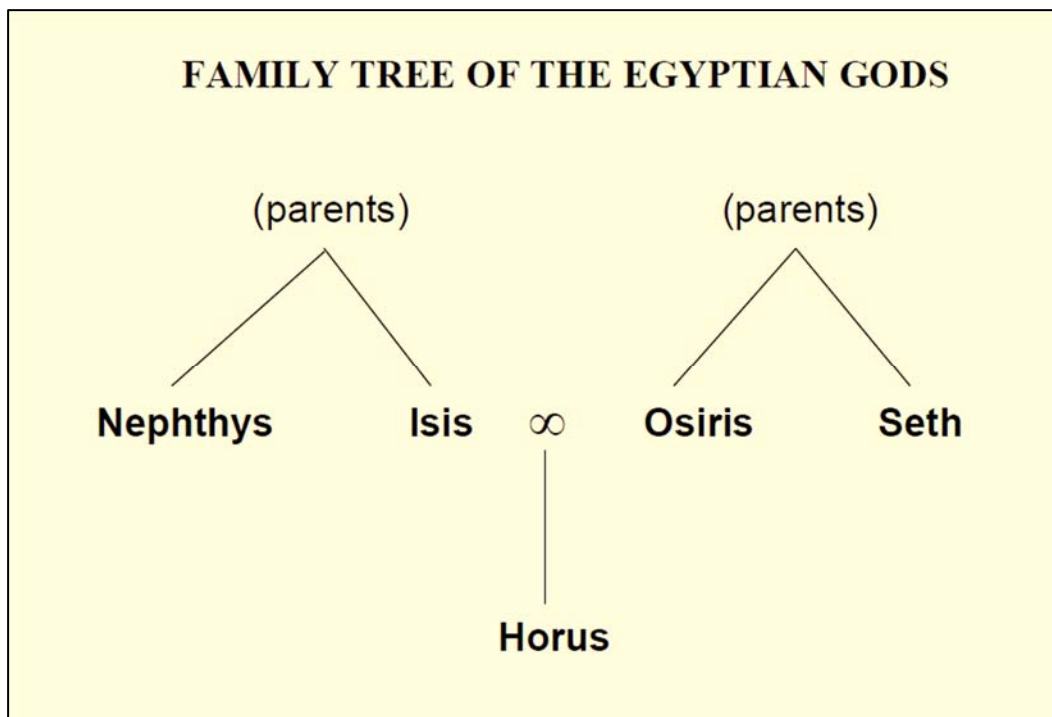 FAMILY TREE OF THE EGYPTIAN GODS
(parents) (parents)
Nephthys Isis ∞ Osiris Seth
Horus